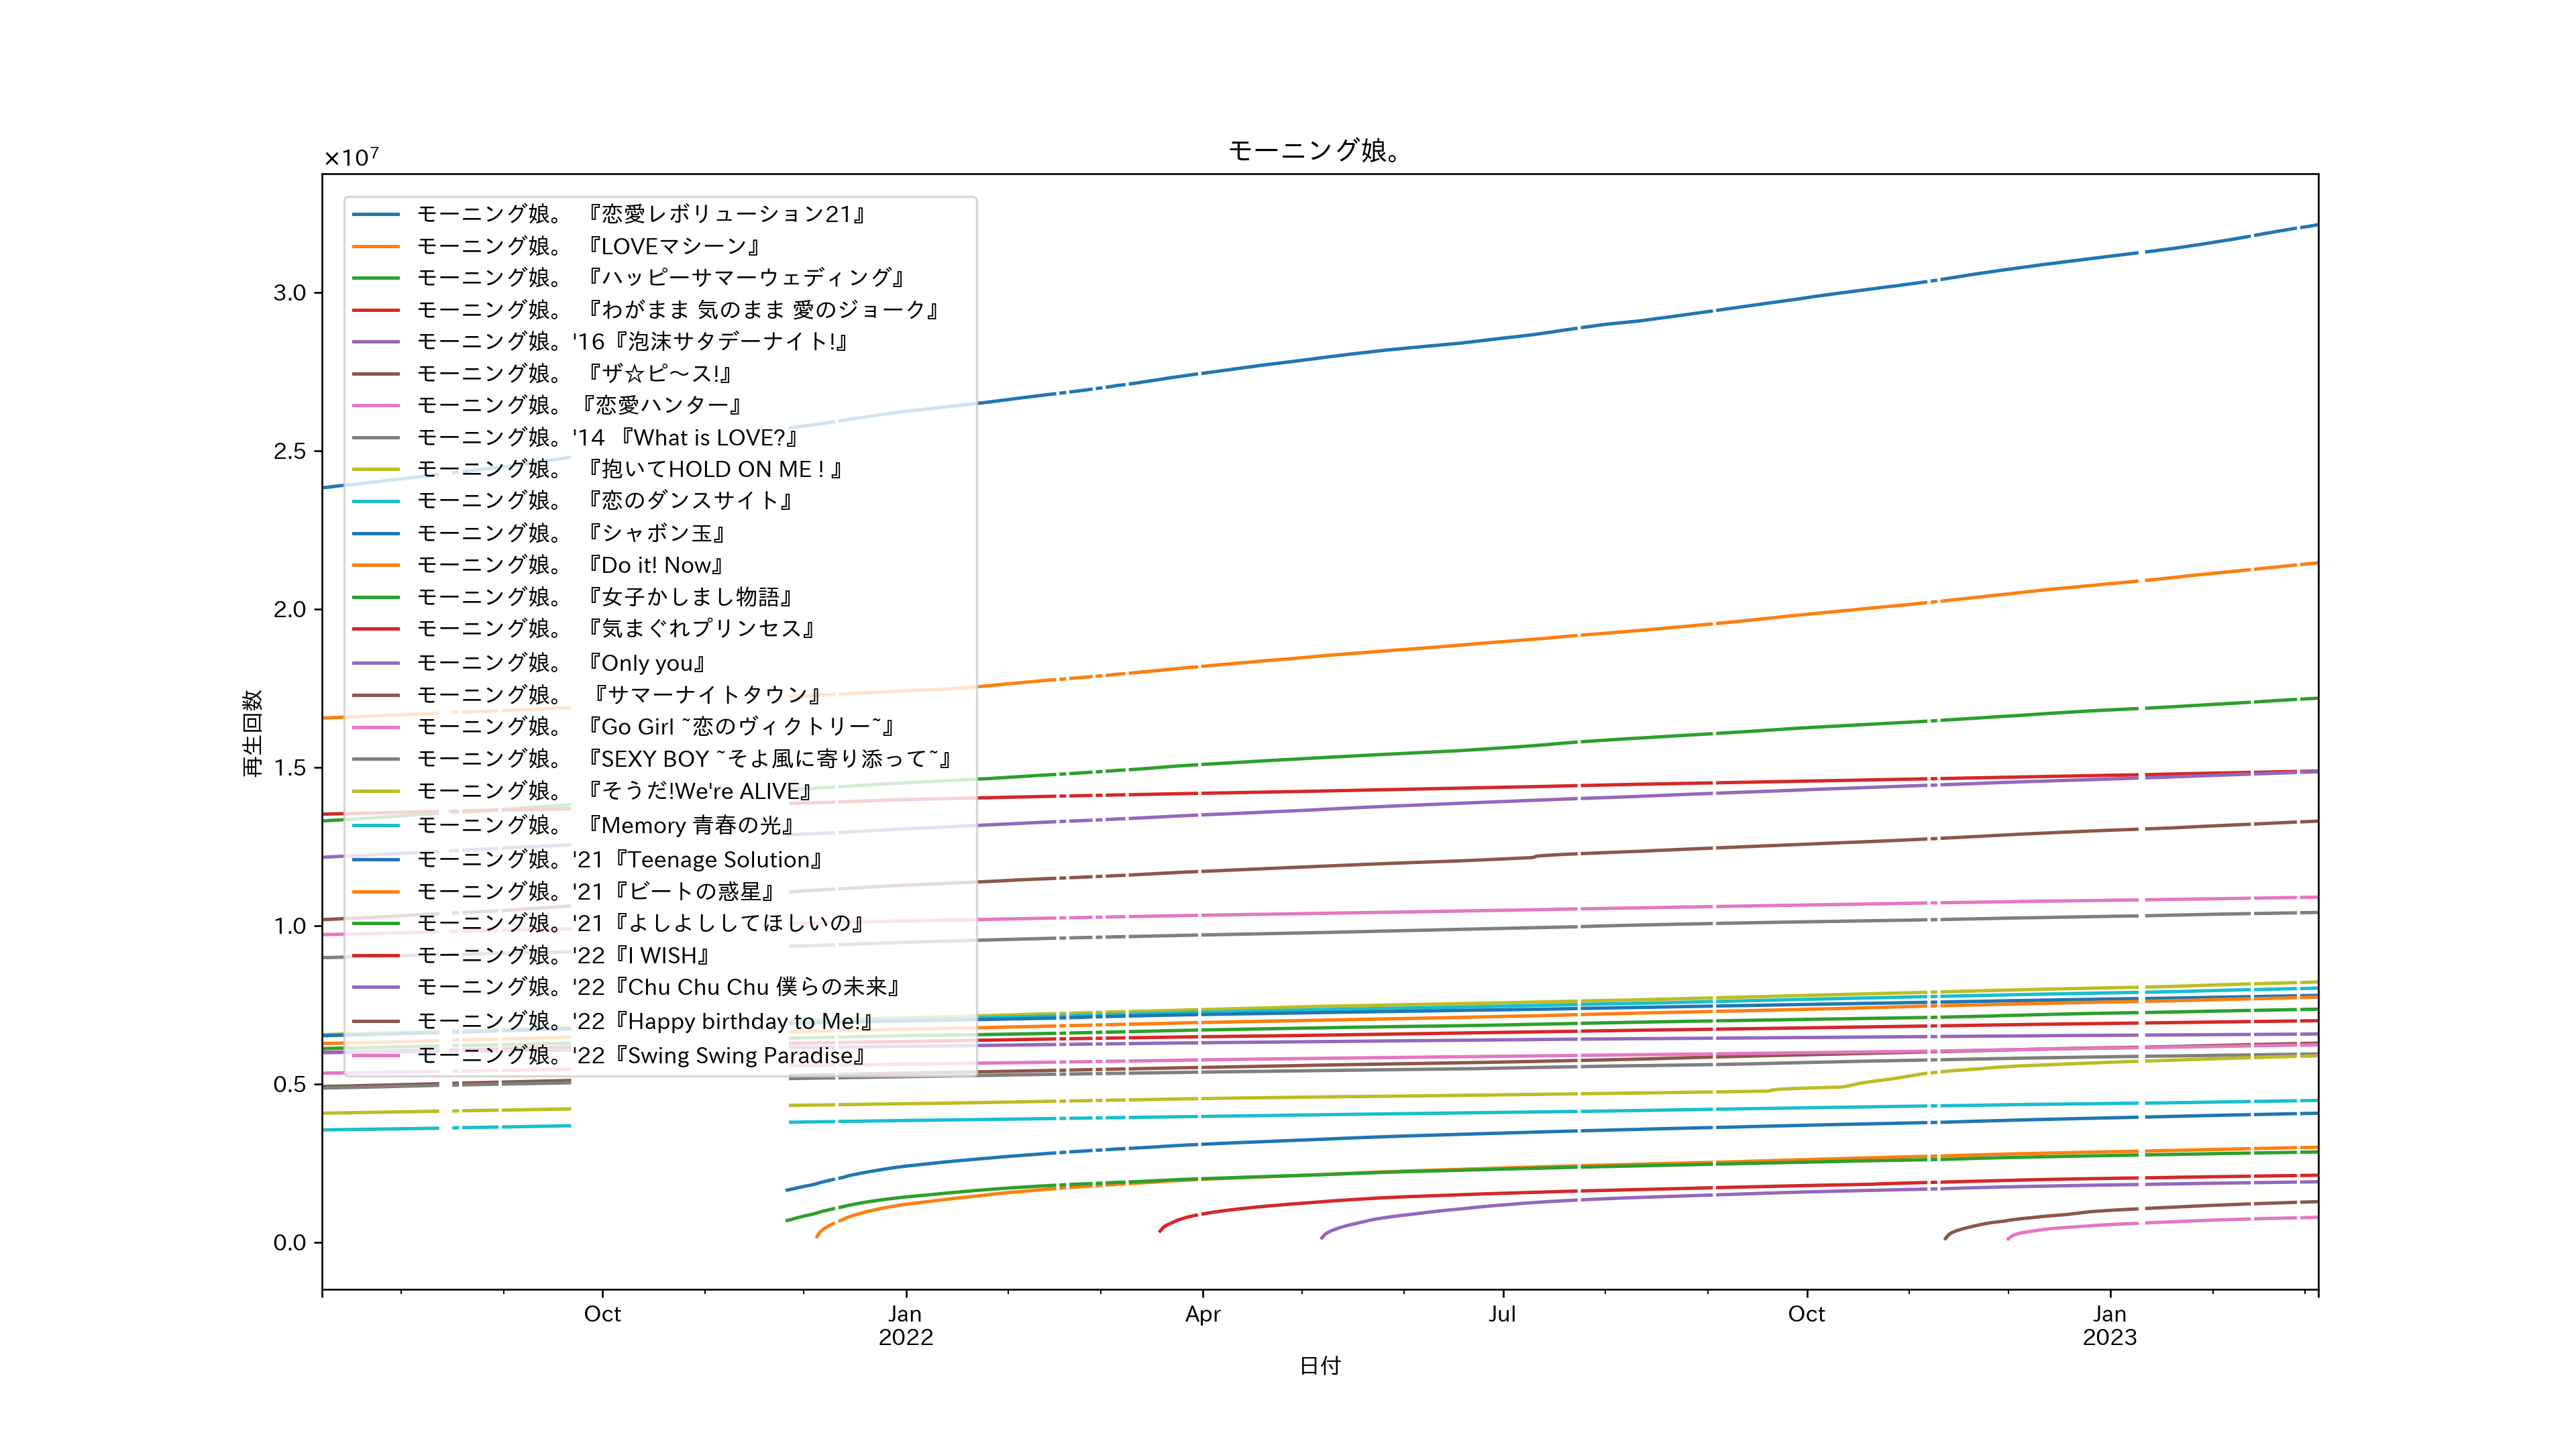 モーニング娘。
×10⁷
モーニング娘。 『恋愛レボリューション21』
モーニング娘。 『LOVEマシーン』
モーニング娘。 『ハッピーサマーウェディング』
モーニング娘。 『わがまま 気のまま 愛のジョーク』
モーニング娘。'16『泡沫サタデーナイト!』
モーニング娘。 『ザ☆ピ〜ス!』
モーニング娘。『恋愛ハンター』
モーニング娘。'14 『What is LOVE?』
モーニング娘。 『抱いてHOLD ON ME ! 』
モーニング娘。 『恋のダンスサイト』
モーニング娘。 『シャボン玉』
モーニング娘。 『Do it! Now』
モーニング娘。 『女子かしまし物語』
モーニング娘。 『気まぐれプリンセス』
モーニング娘。 『Only you』
モーニング娘。 『サマーナイトタウン』
モーニング娘。 『Go Girl ~恋のヴィクトリー~』
モーニング娘。 『SEXY BOY ~そよ風に寄り添って~』
モーニング娘。 『そうだ!We're ALIVE』
モーニング娘。 『Memory 青春の光』
モーニング娘。'21『Teenage Solution』
モーニング娘。'21『ビートの惑星』
モーニング娘。'21『よしよししてほしいの』
モーニング娘。'22『I WISH』
モーニング娘。'22『Chu Chu Chu 僕らの未来』
モーニング娘。'22『Happy birthday to Me!』
モーニング娘。'22『Swing Swing Paradise』
3.0
2.5
2.0
1.5
1.0
0.5
0.0
再生回数
Oct
Jan
2022
Apr
Jul
Oct
Jan
2023
日付